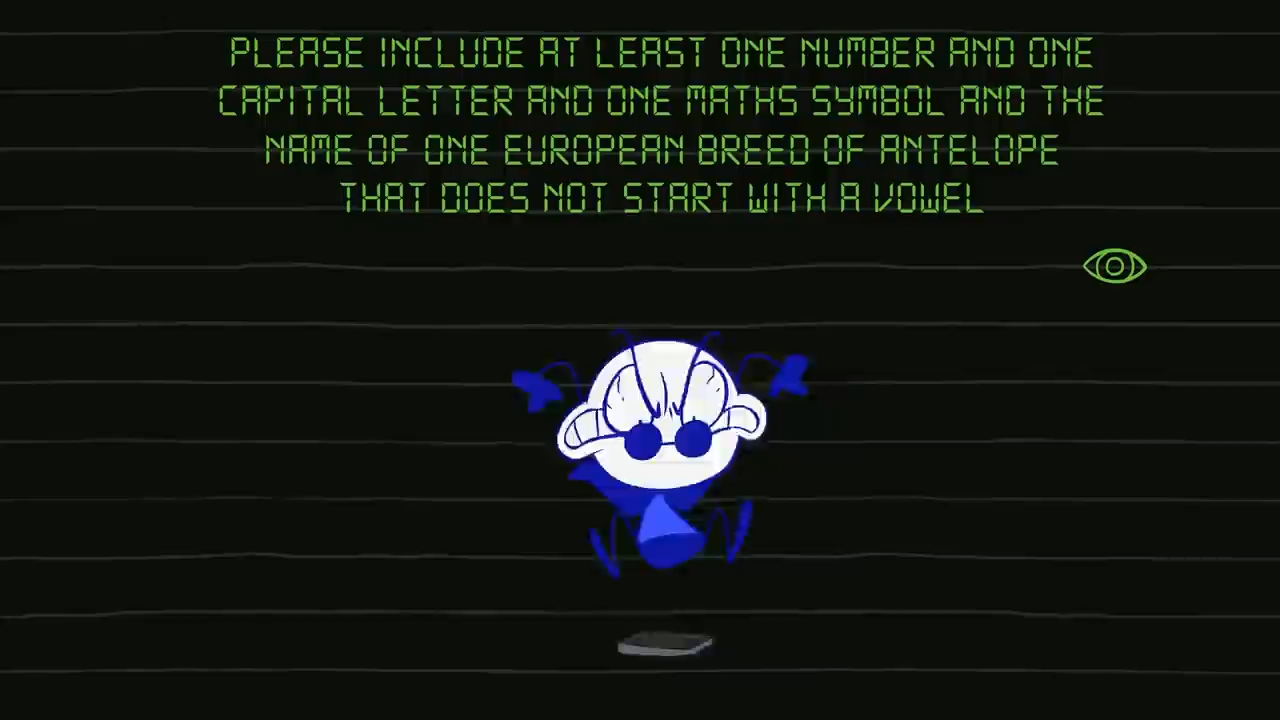 PLEASE INCLUDE AT LEAST ONE NUMBER AND ONE
CAPITAL LETTER AND ONE MATHS SYMBOL AND THE
NAME OF ONE EUROPEAN BREED OF ANTELOPE
THAT DOES NOT START WITH A VOWEL